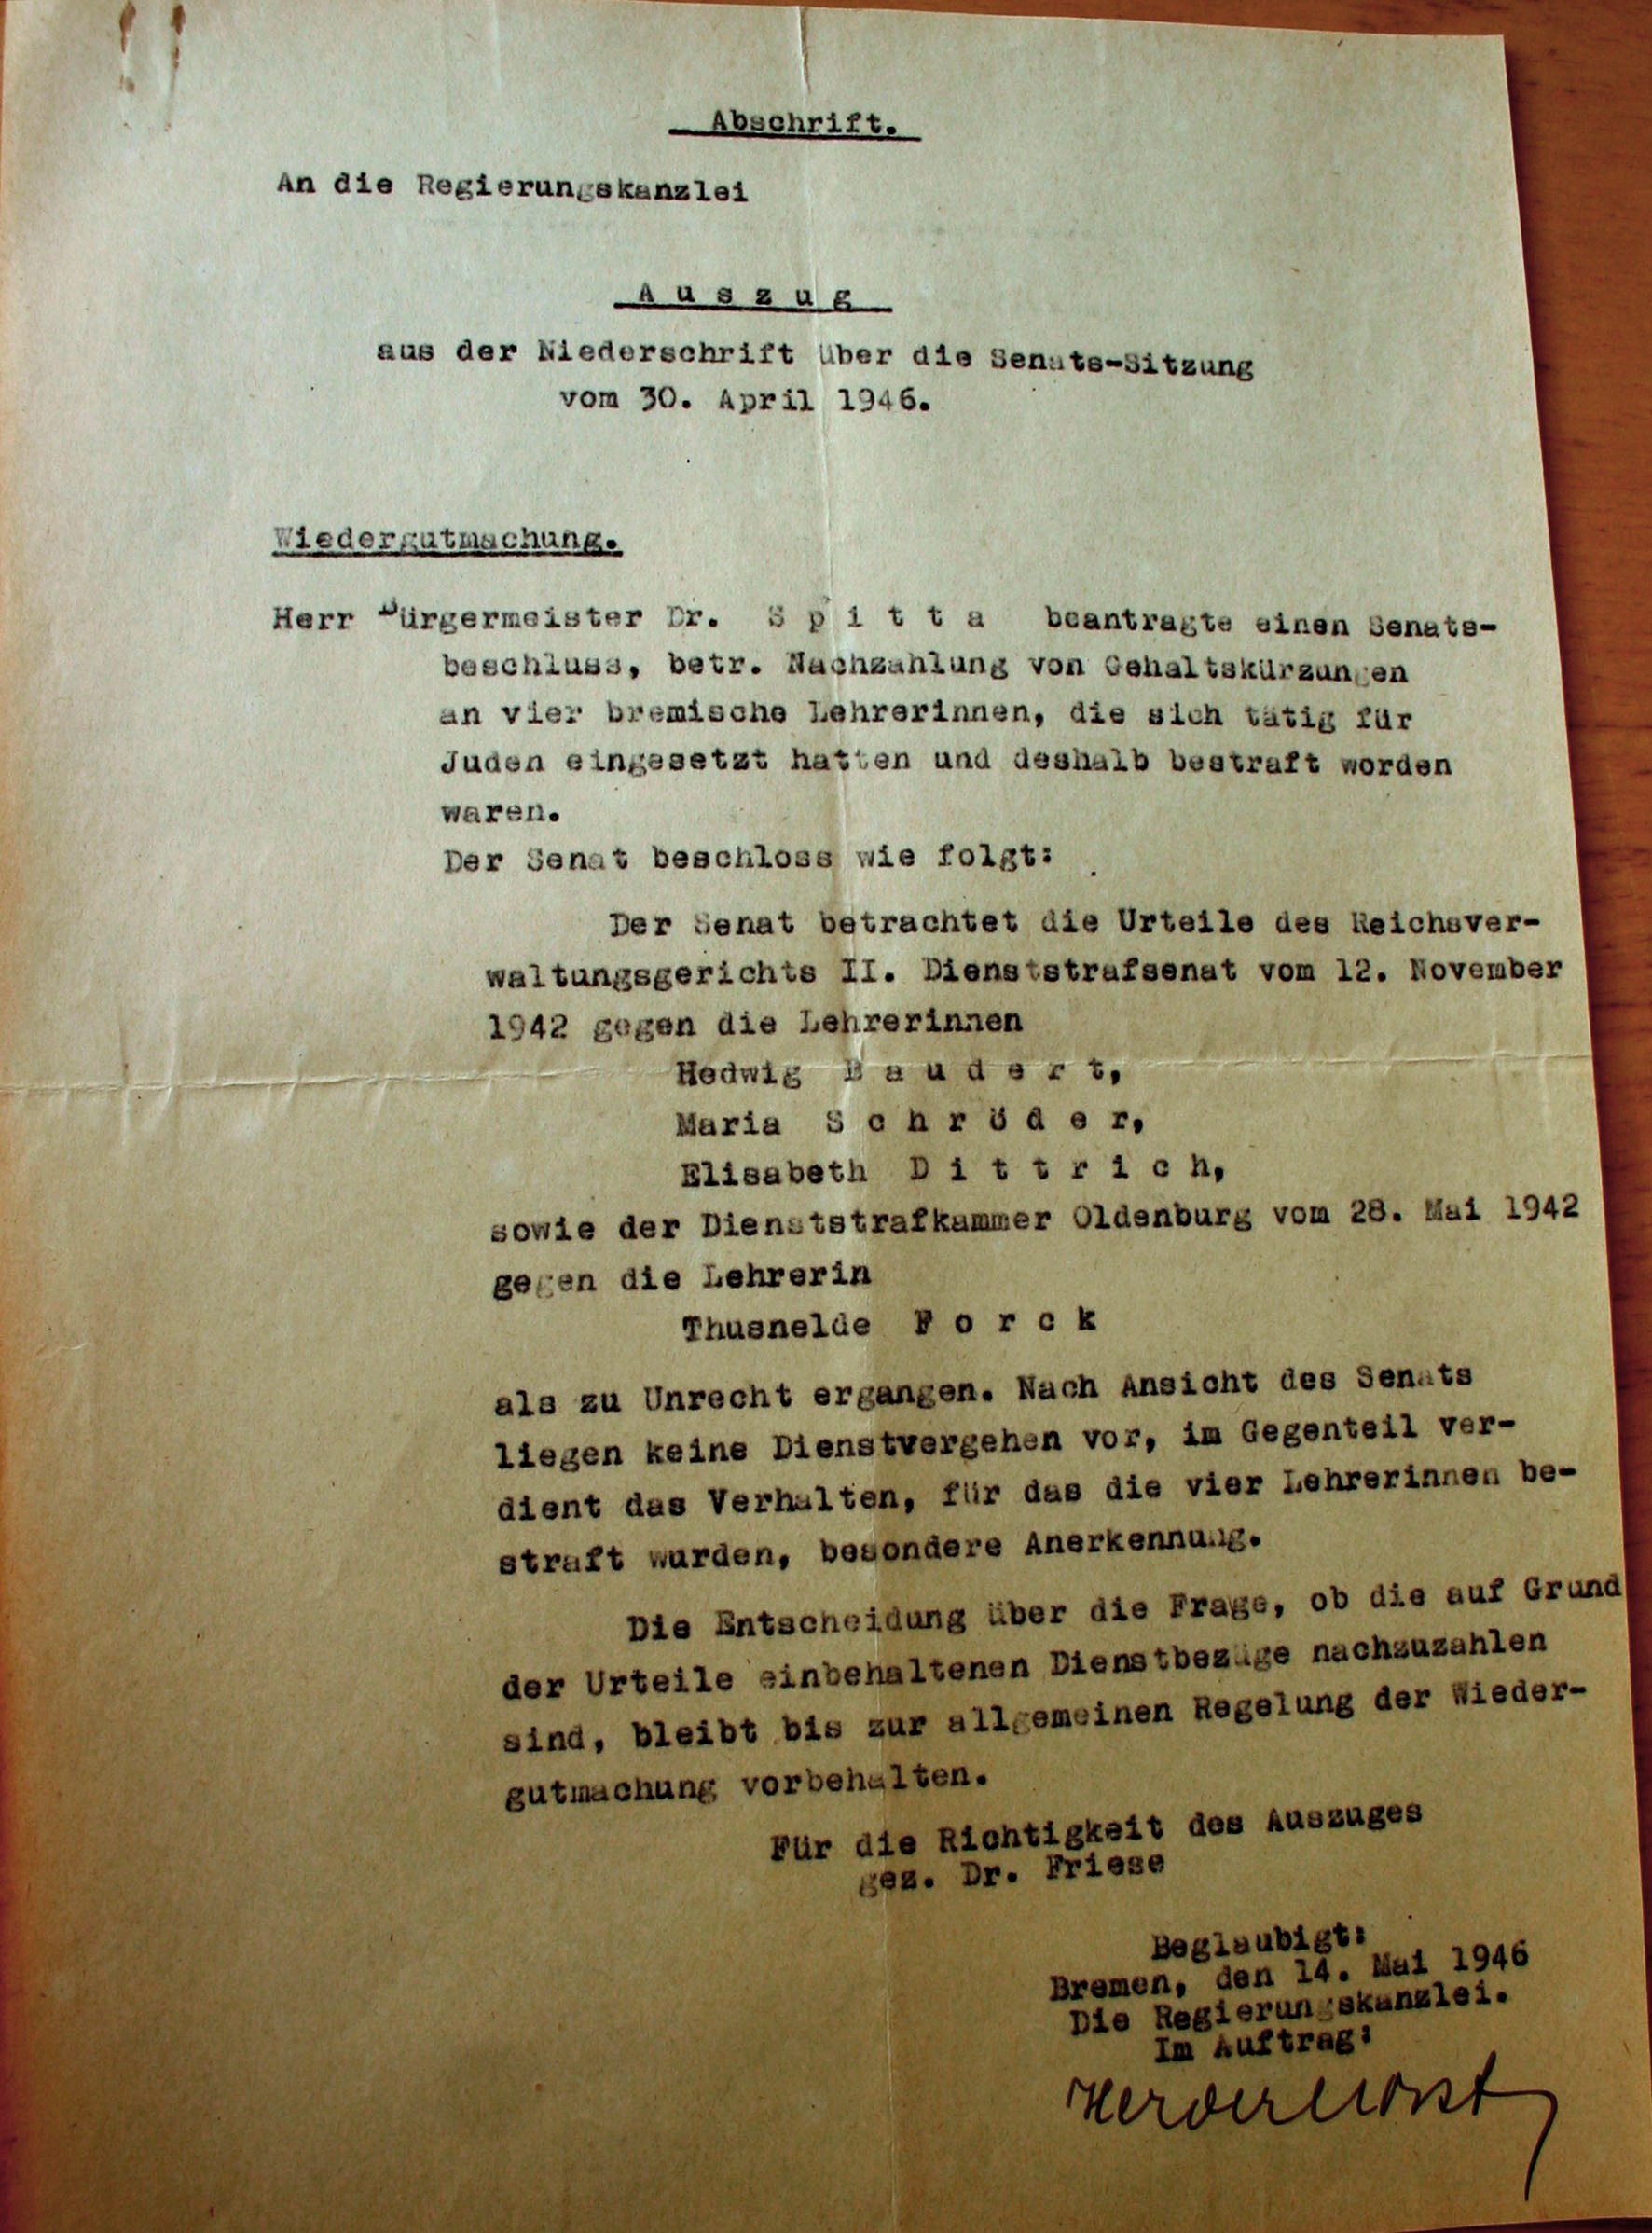 Abschrift.
An die Regierungskanzlei
A u s z u g
aus der Niederschrift über die Senats-Sitzung
vom 30. April 1946.
Wiedergutmachung.
Herr Bürgermeister Dr. S p i t t a beantragte einen Senats-
beschluss, betr. Nachzahlung von Gehaltskürzungen
an vier bremische Lehrerinnen, die sich tätig für
Juden eingesetzt hatten und deshalb bestraft worden
waren.
Der Senat beschloss wie folgt:
Der Senat betrachtet die Urteile des Reichsver-
waltungsgerichts II. Dienststrafsenat vom 12. November
1942 gegen die Lehrerinnen
Hedwig B a u d e r t,
Maria S c h r ö d e r,
Elisabeth D i t t r i c h,
sowie der Dienststrafkammer Oldenburg vom 28. Mai 1942
gegen die Lehrerin
Thusnelde F o r c k
als zu Unrecht ergangen. Nach Ansicht des Senats
liegen keine Dienstvergehen vor, im Gegenteil ver-
dient das Verhalten, für das die vier Lehrerinnen be-
straft wurden, besondere Anerkennung.
Die Entscheidung über die Frage, ob die auf Grund
der Urteile einbehaltenen Dienstbezüge nachzuzahlen
sind, bleibt bis zur allgemeinen Regelung der Wieder-
gutmachung vorbehalten.
Für die Richtigkeit des Auszuges
gez. Dr. Friese
Beglaubigt:
Bremen, den 14. Mai 1946
Die Regierungskanzlei.
Im Auftrag: